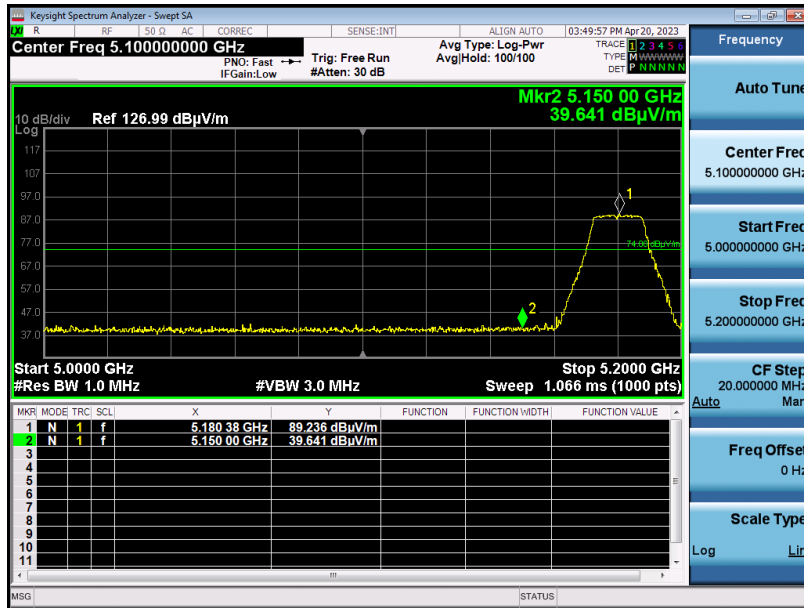 Keysight Spectrum Analyzer - Swept SA
LXI R RF 50 Ω AC CORREC SENSE:INT ALIGN AUTO 03:49:57 PM Apr 20, 2023
Center Freq 5.100000000 GHz
PNO: Fast
IFGain:Low
Trig: Free Run
#Atten: 30 dB
Avg Type: Log-Pwr
Avg|Hold: 100/100
TRACE 1 2 3 4 5 6
TYPE M W W W W W
DET P N N N N N
Mkr2 5.150 00 GHz
39.641 dBµV/m
10 dB/div Ref 126.99 dBµV/m
Log
117
107
97.0
87.0
77.0
67.0
57.0
47.0
37.0
1
74.00 dBµV/m
2
Start 5.0000 GHz Stop 5.2000 GHz
#Res BW 1.0 MHz #VBW 3.0 MHz Sweep 1.066 ms (1000 pts)
MKR MODE TRC SCL X Y FUNCTION FUNCTION WIDTH FUNCTION VALUE
1 N 1 f 5.180 38 GHz 89.236 dBµV/m
2 N 1 f 5.150 00 GHz 39.641 dBµV/m
3
4
5
6
7
8
9
10
11
MSG STATUS
Frequency
Auto Tune
Center Freq
5.100000000 GHz
Start Freq
5.000000000 GHz
Stop Freq
5.200000000 GHz
CF Step
20.000000 MHz
Auto Man
Freq Offset
0 Hz
Scale Type
Log Lin